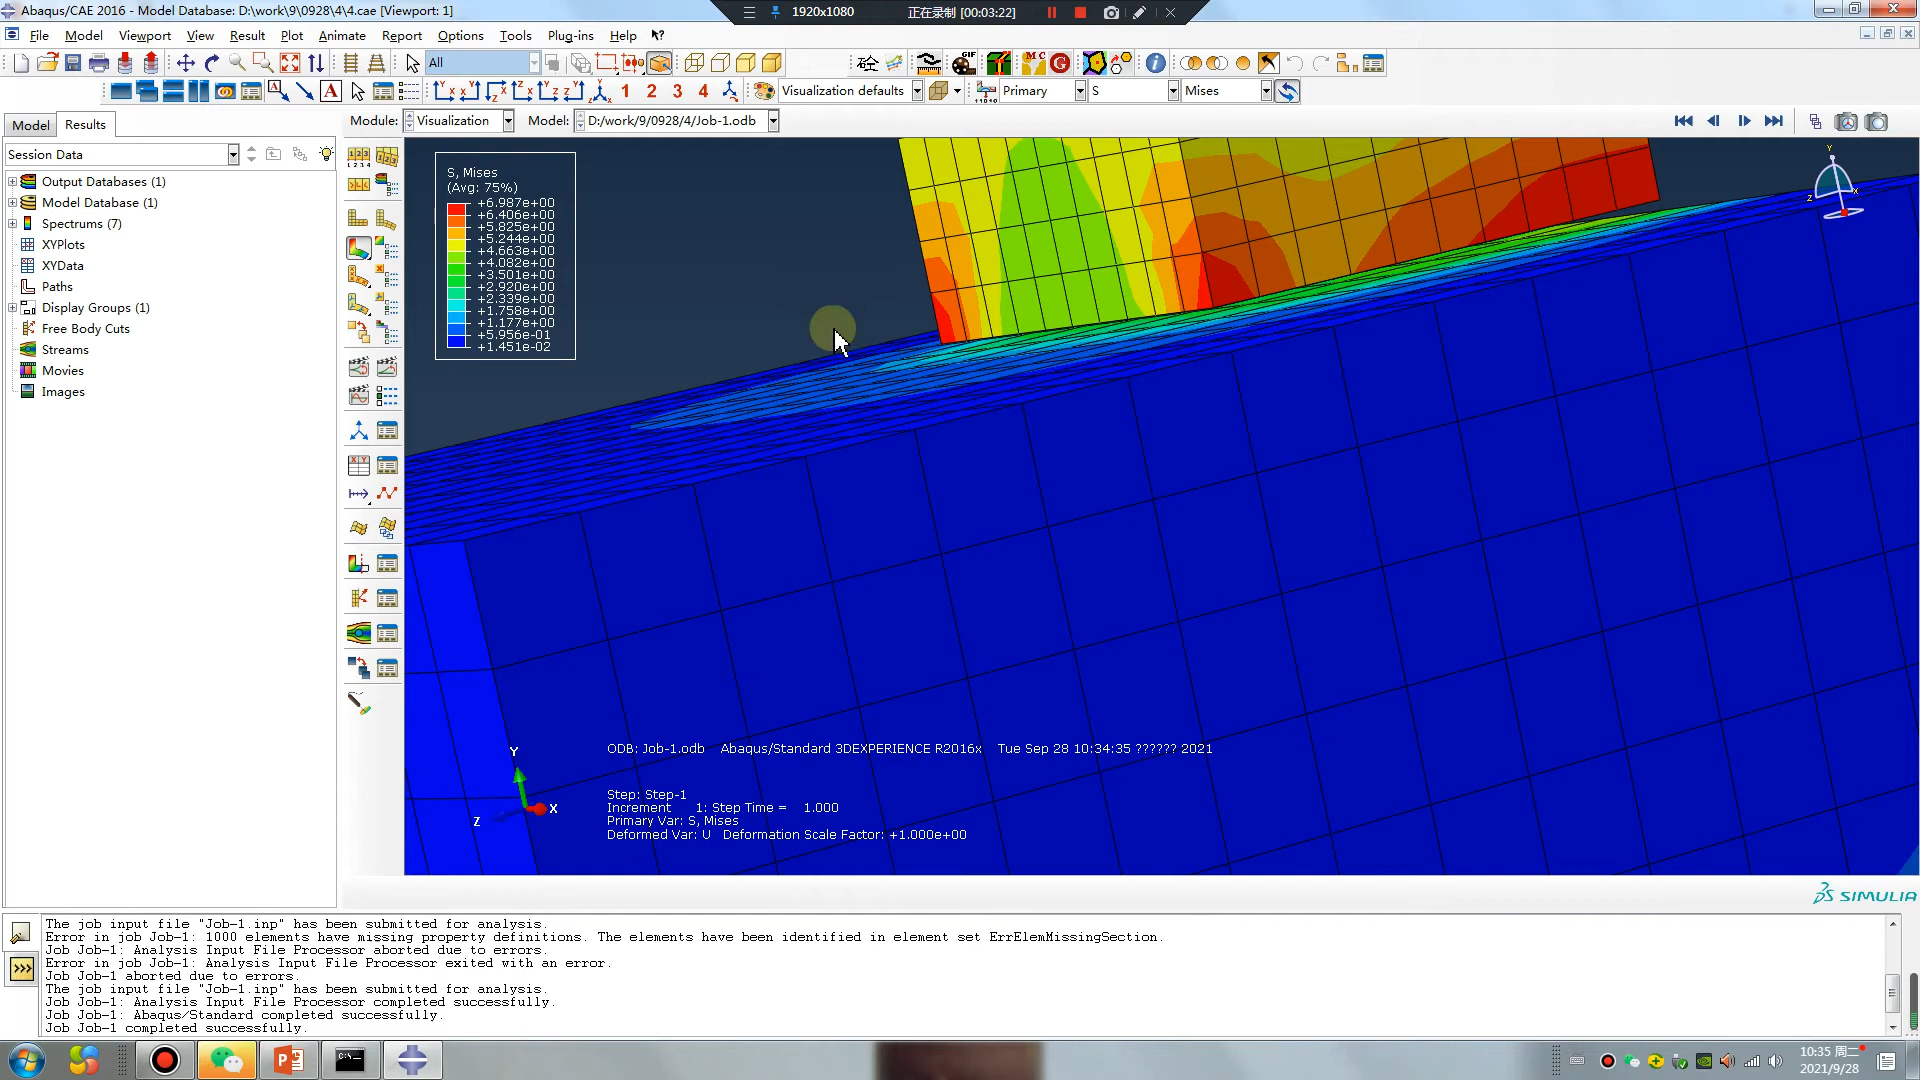 Abaqus/CAE 2016 - Model Database: D:\work\9\0928\4\4.cae [Viewport: 1]
1920x1080
正在录制 [00:03:22]
File Model Viewport View Result Plot Animate Report Options Tools Plug-ins Help
All
Visualization defaults
Primary
S
Mises
1 2 3 4
Model Results
Module: Visualization Model: D:/work/9/0928/4/Job-1.odb
Session Data
Output Databases (1)
Model Database (1)
Spectrums (7)
XYPlots
XYData
Paths
Display Groups (1)
Free Body Cuts
Streams
Movies
Images
S, Mises
(Avg: 75%)
+6.987e+00
+6.406e+00
+5.825e+00
+5.244e+00
+4.663e+00
+4.082e+00
+3.501e+00
+2.920e+00
+2.339e+00
+1.758e+00
+1.177e+00
+5.956e-01
+1.451e-02
Y
X
Z
Y
X
Z
ODB: Job-1.odb Abaqus/Standard 3DEXPERIENCE R2016x Tue Sep 28 10:34:35 ?????? 2021
Step: Step-1
Increment 1: Step Time = 1.000
Primary Var: S, Mises
Deformed Var: U Deformation Scale Factor: +1.000e+00
SIMULIA
The job input file "Job-1.inp" has been submitted for analysis.
Error in job Job-1: 1000 elements have missing property definitions. The elements have been identified in element set ErrElemMissingSection.
Job Job-1: Analysis Input File Processor aborted due to errors.
Error in job Job-1: Analysis Input File Processor exited with an error.
Job Job-1 aborted due to errors.
The job input file "Job-1.inp" has been submitted for analysis.
Job Job-1: Analysis Input File Processor completed successfully.
Job Job-1: Abaqus/Standard completed successfully.
Job Job-1 completed successfully.
10:35 周二
2021/9/28